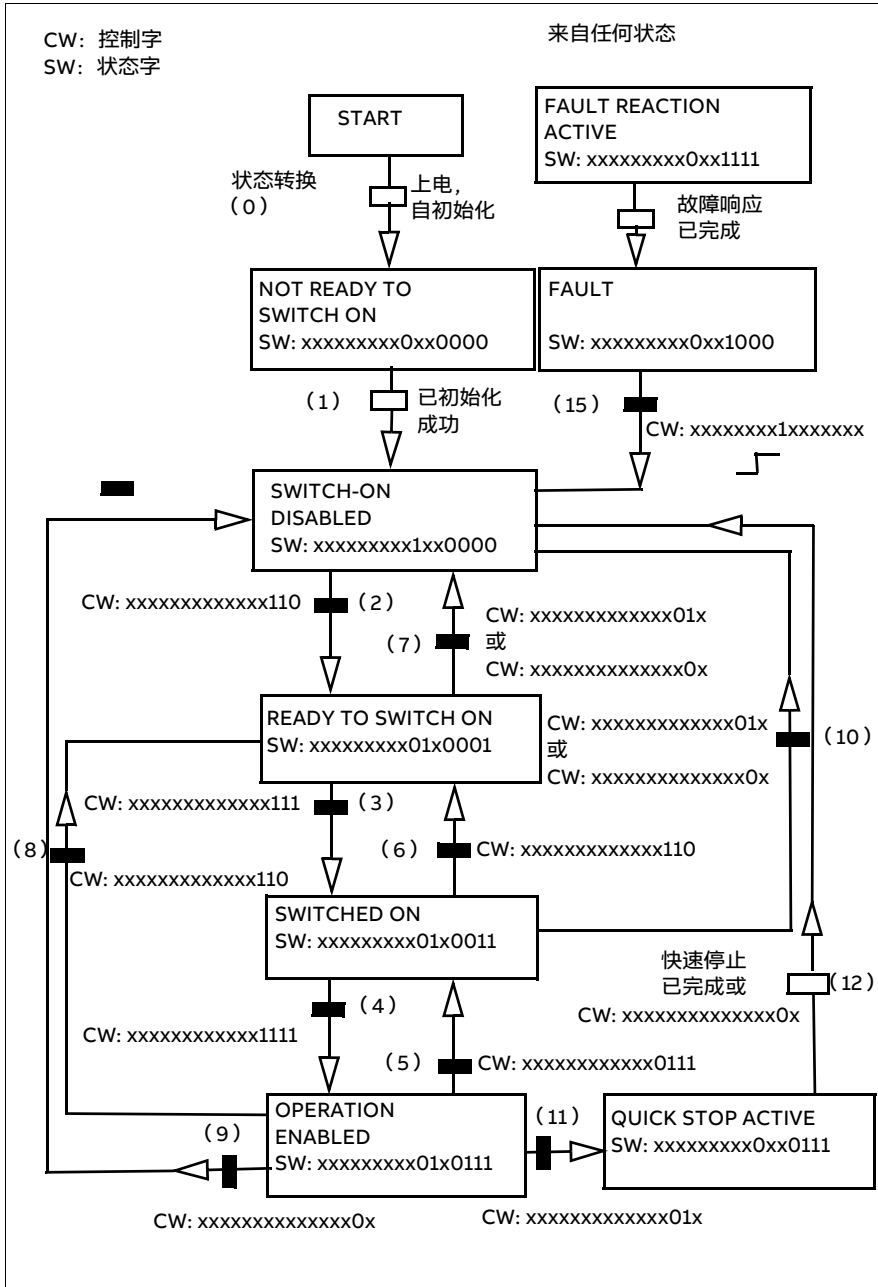 CW: 控制字
SW: 状态字
来自任何状态
START
FAULT REACTION
ACTIVE
SW: xxxxxxxxx0xx1111
状态转换
(0)
上电,
自初始化
故障响应
已完成
NOT READY TO
SWITCH ON
SW: xxxxxxxxx0xx0000
FAULT
SW: xxxxxxxxx0xx1000
(1)
已初始化
成功
(15)
CW: xxxxxxxx1xxxxxxx
SWITCH-ON
DISABLED
SW: xxxxxxxxx1xx0000
CW: xxxxxxxxxxxxx110
(2)
(7)
CW: xxxxxxxxxxxxx01x
或
CW: xxxxxxxxxxxxxx0x
READY TO SWITCH ON
SW: xxxxxxxxx01x0001
CW: xxxxxxxxxxxxx01x
或
CW: xxxxxxxxxxxxxx0x
(10)
CW: xxxxxxxxxxxxx111
(3)
(8)
CW: xxxxxxxxxxxxx110
(6)
CW: xxxxxxxxxxxxx110
SWITCHED ON
SW: xxxxxxxxx01x0011
快速停止
已完成或
(12)
CW: xxxxxxxxxxxxxx0x
(4)
CW: xxxxxxxxxxxx1111
(5)
CW: xxxxxxxxxxxx0111
OPERATION
ENABLED
SW: xxxxxxxxx01x0111
(9)
(11)
QUICK STOP ACTIVE
SW: xxxxxxxxx0xx0111
CW: xxxxxxxxxxxxxx0x
CW: xxxxxxxxxxxxx01x